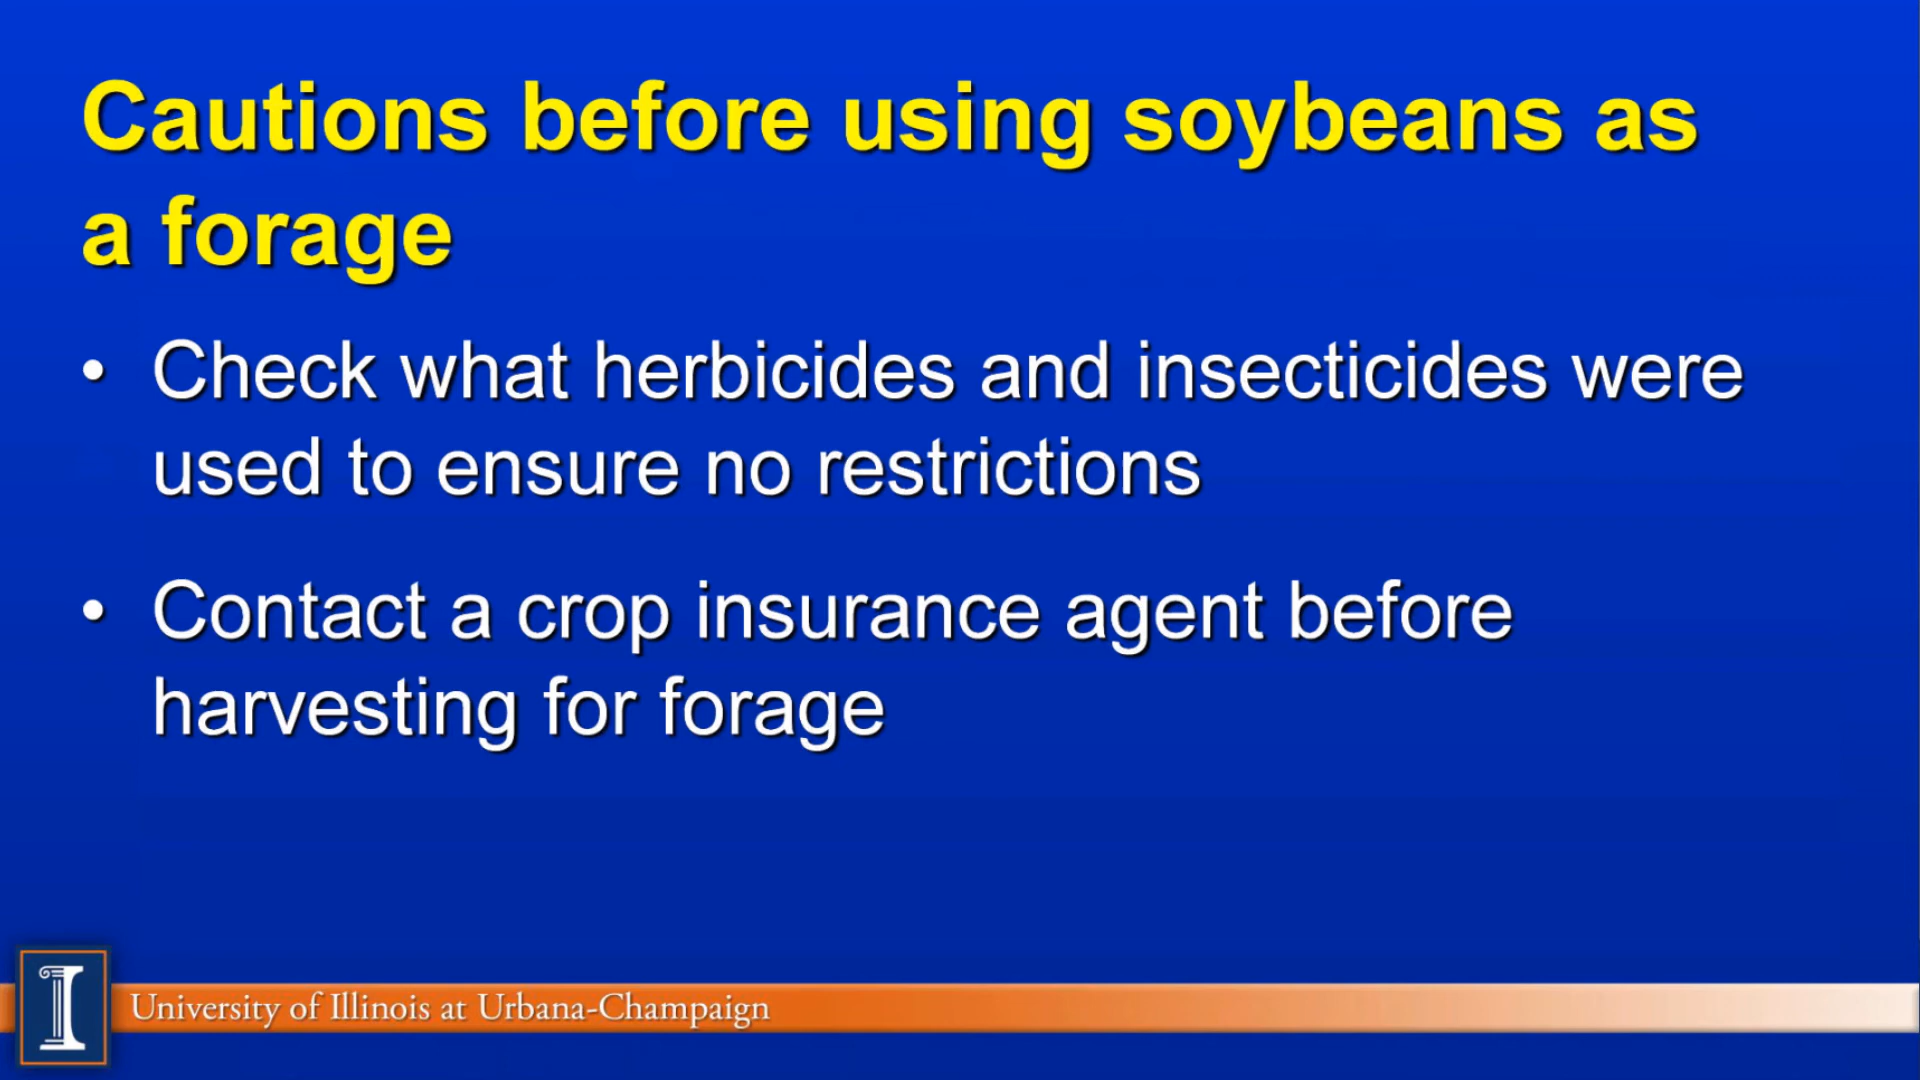 Cautions before using soybeans as
a forage
• Check what herbicides and insecticides were
used to ensure no restrictions
• Contact a crop insurance agent before
harvesting for forage
I
University of Illinois at Urbana-Champaign